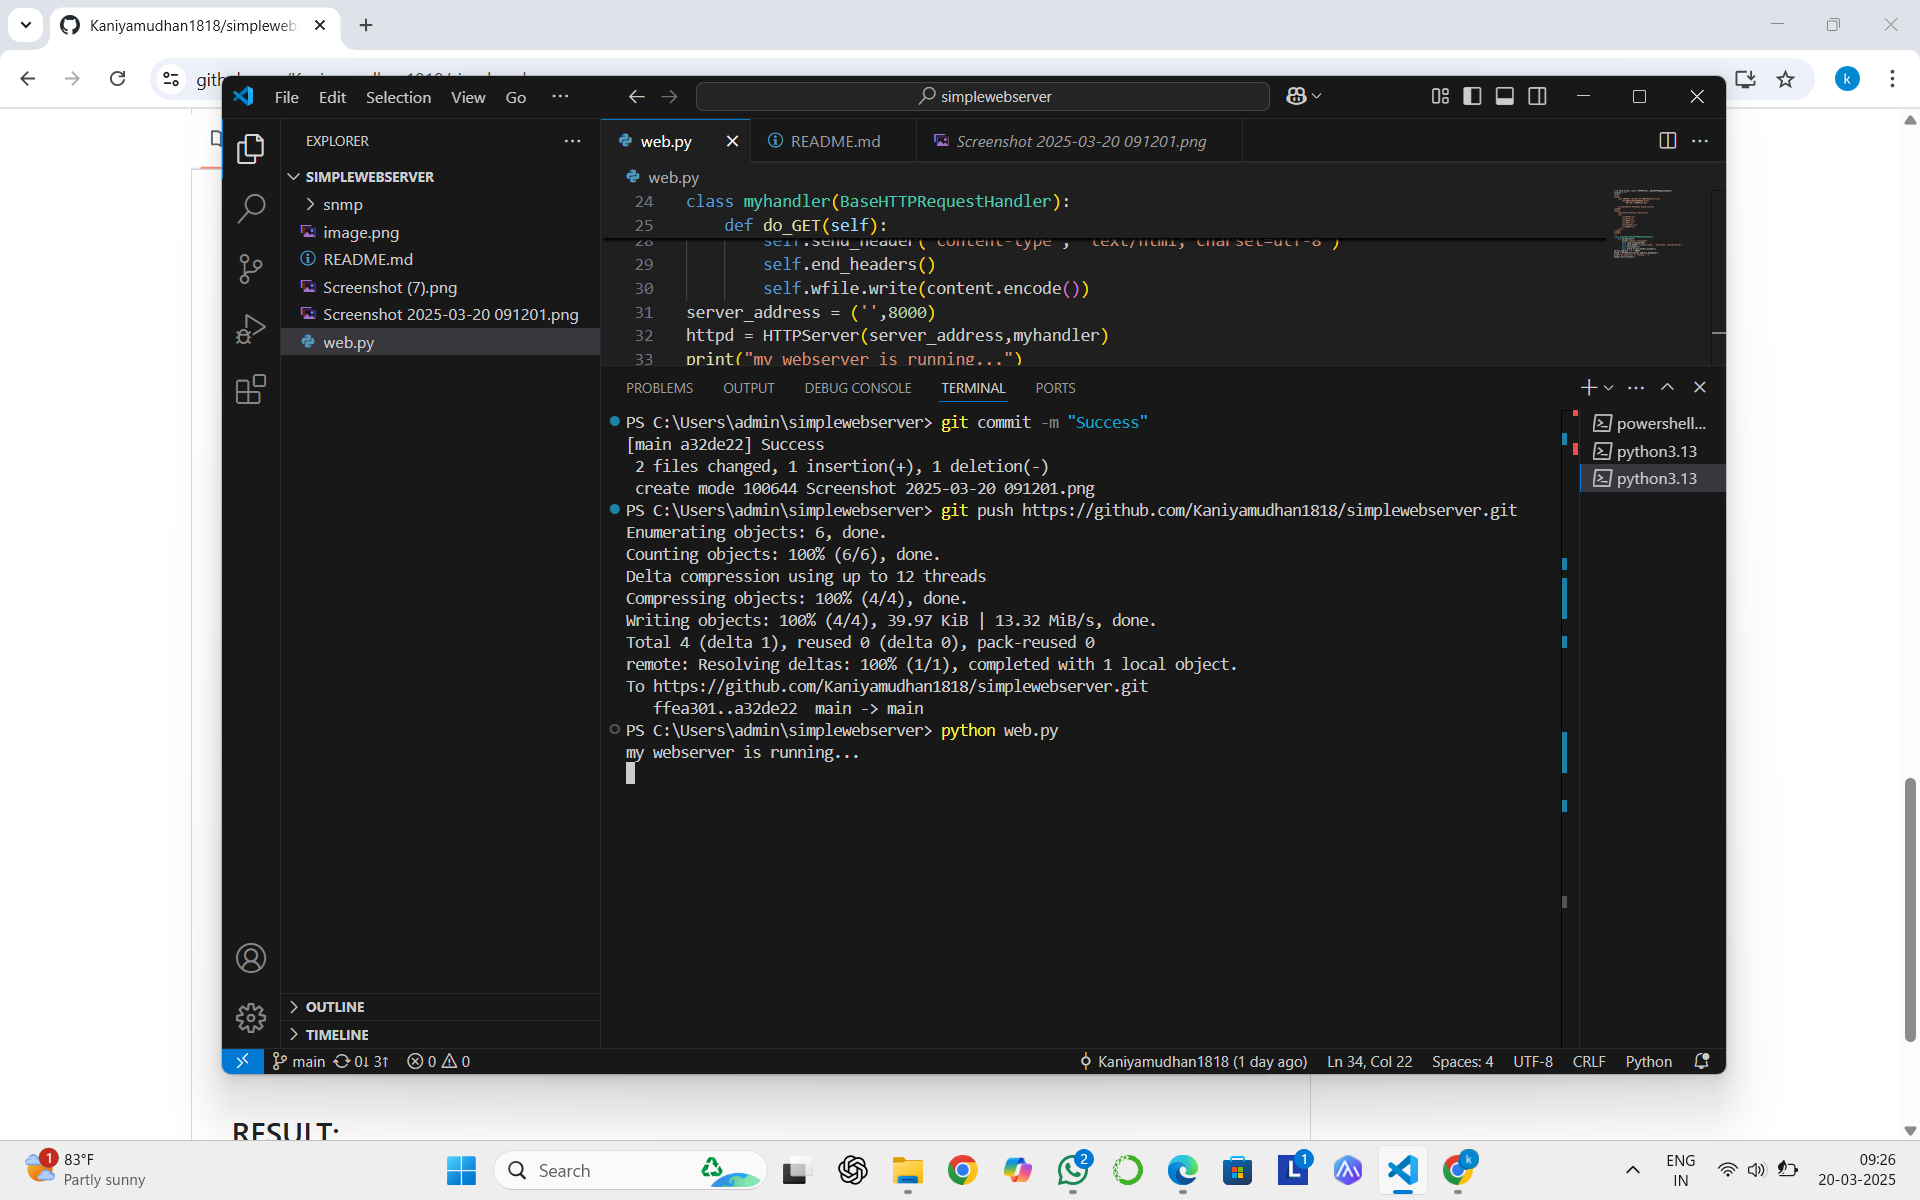 Kaniyamudhan1818/simpleweb
File Edit Selection View Go ...
simplewebserver
EXPLORER
web.py
README.md
Screenshot 2025-03-20 091201.png
SIMPLEWEBSERVER
snmp
image.png
README.md
Screenshot (7).png
Screenshot 2025-03-20 091201.png
web.py
web.py
24 class myhandler(BaseHTTPRequestHandler):
25 def do_GET(self):
28 self.send_header("content-type", "text/html; charset=utf-8")
29 self.end_headers()
30 self.wfile.write(content.encode())
31 server_address = ('',8000)
32 httpd = HTTPServer(server_address,myhandler)
33 print("my webserver is running...")
PROBLEMS OUTPUT DEBUG CONSOLE TERMINAL PORTS
PS C:\Users\admin\simplewebserver> git commit -m "Success"
[main a32de22] Success
2 files changed, 1 insertion(+), 1 deletion(-)
create mode 100644 Screenshot 2025-03-20 091201.png
PS C:\Users\admin\simplewebserver> git push https://github.com/Kaniyamudhan1818/simplewebserver.git
Enumerating objects: 6, done.
Counting objects: 100% (6/6), done.
Delta compression using up to 12 threads
Compressing objects: 100% (4/4), done.
Writing objects: 100% (4/4), 39.97 KiB | 13.32 MiB/s, done.
Total 4 (delta 1), reused 0 (delta 0), pack-reused 0
remote: Resolving deltas: 100% (1/1), completed with 1 local object.
To https://github.com/Kaniyamudhan1818/simplewebserver.git
ffea301..a32de22 main -> main
PS C:\Users\admin\simplewebserver> python web.py
my webserver is running...
powershell...
python3.13
python3.13
OUTLINE
TIMELINE
main 0↓ 3↑ 0 0
Kaniyamudhan1818 (1 day ago) Ln 34, Col 22 Spaces: 4 UTF-8 CRLF Python
RESULT:
1
83°F
Partly sunny
Search
2
1
k
ENG
IN
09:26
20-03-2025